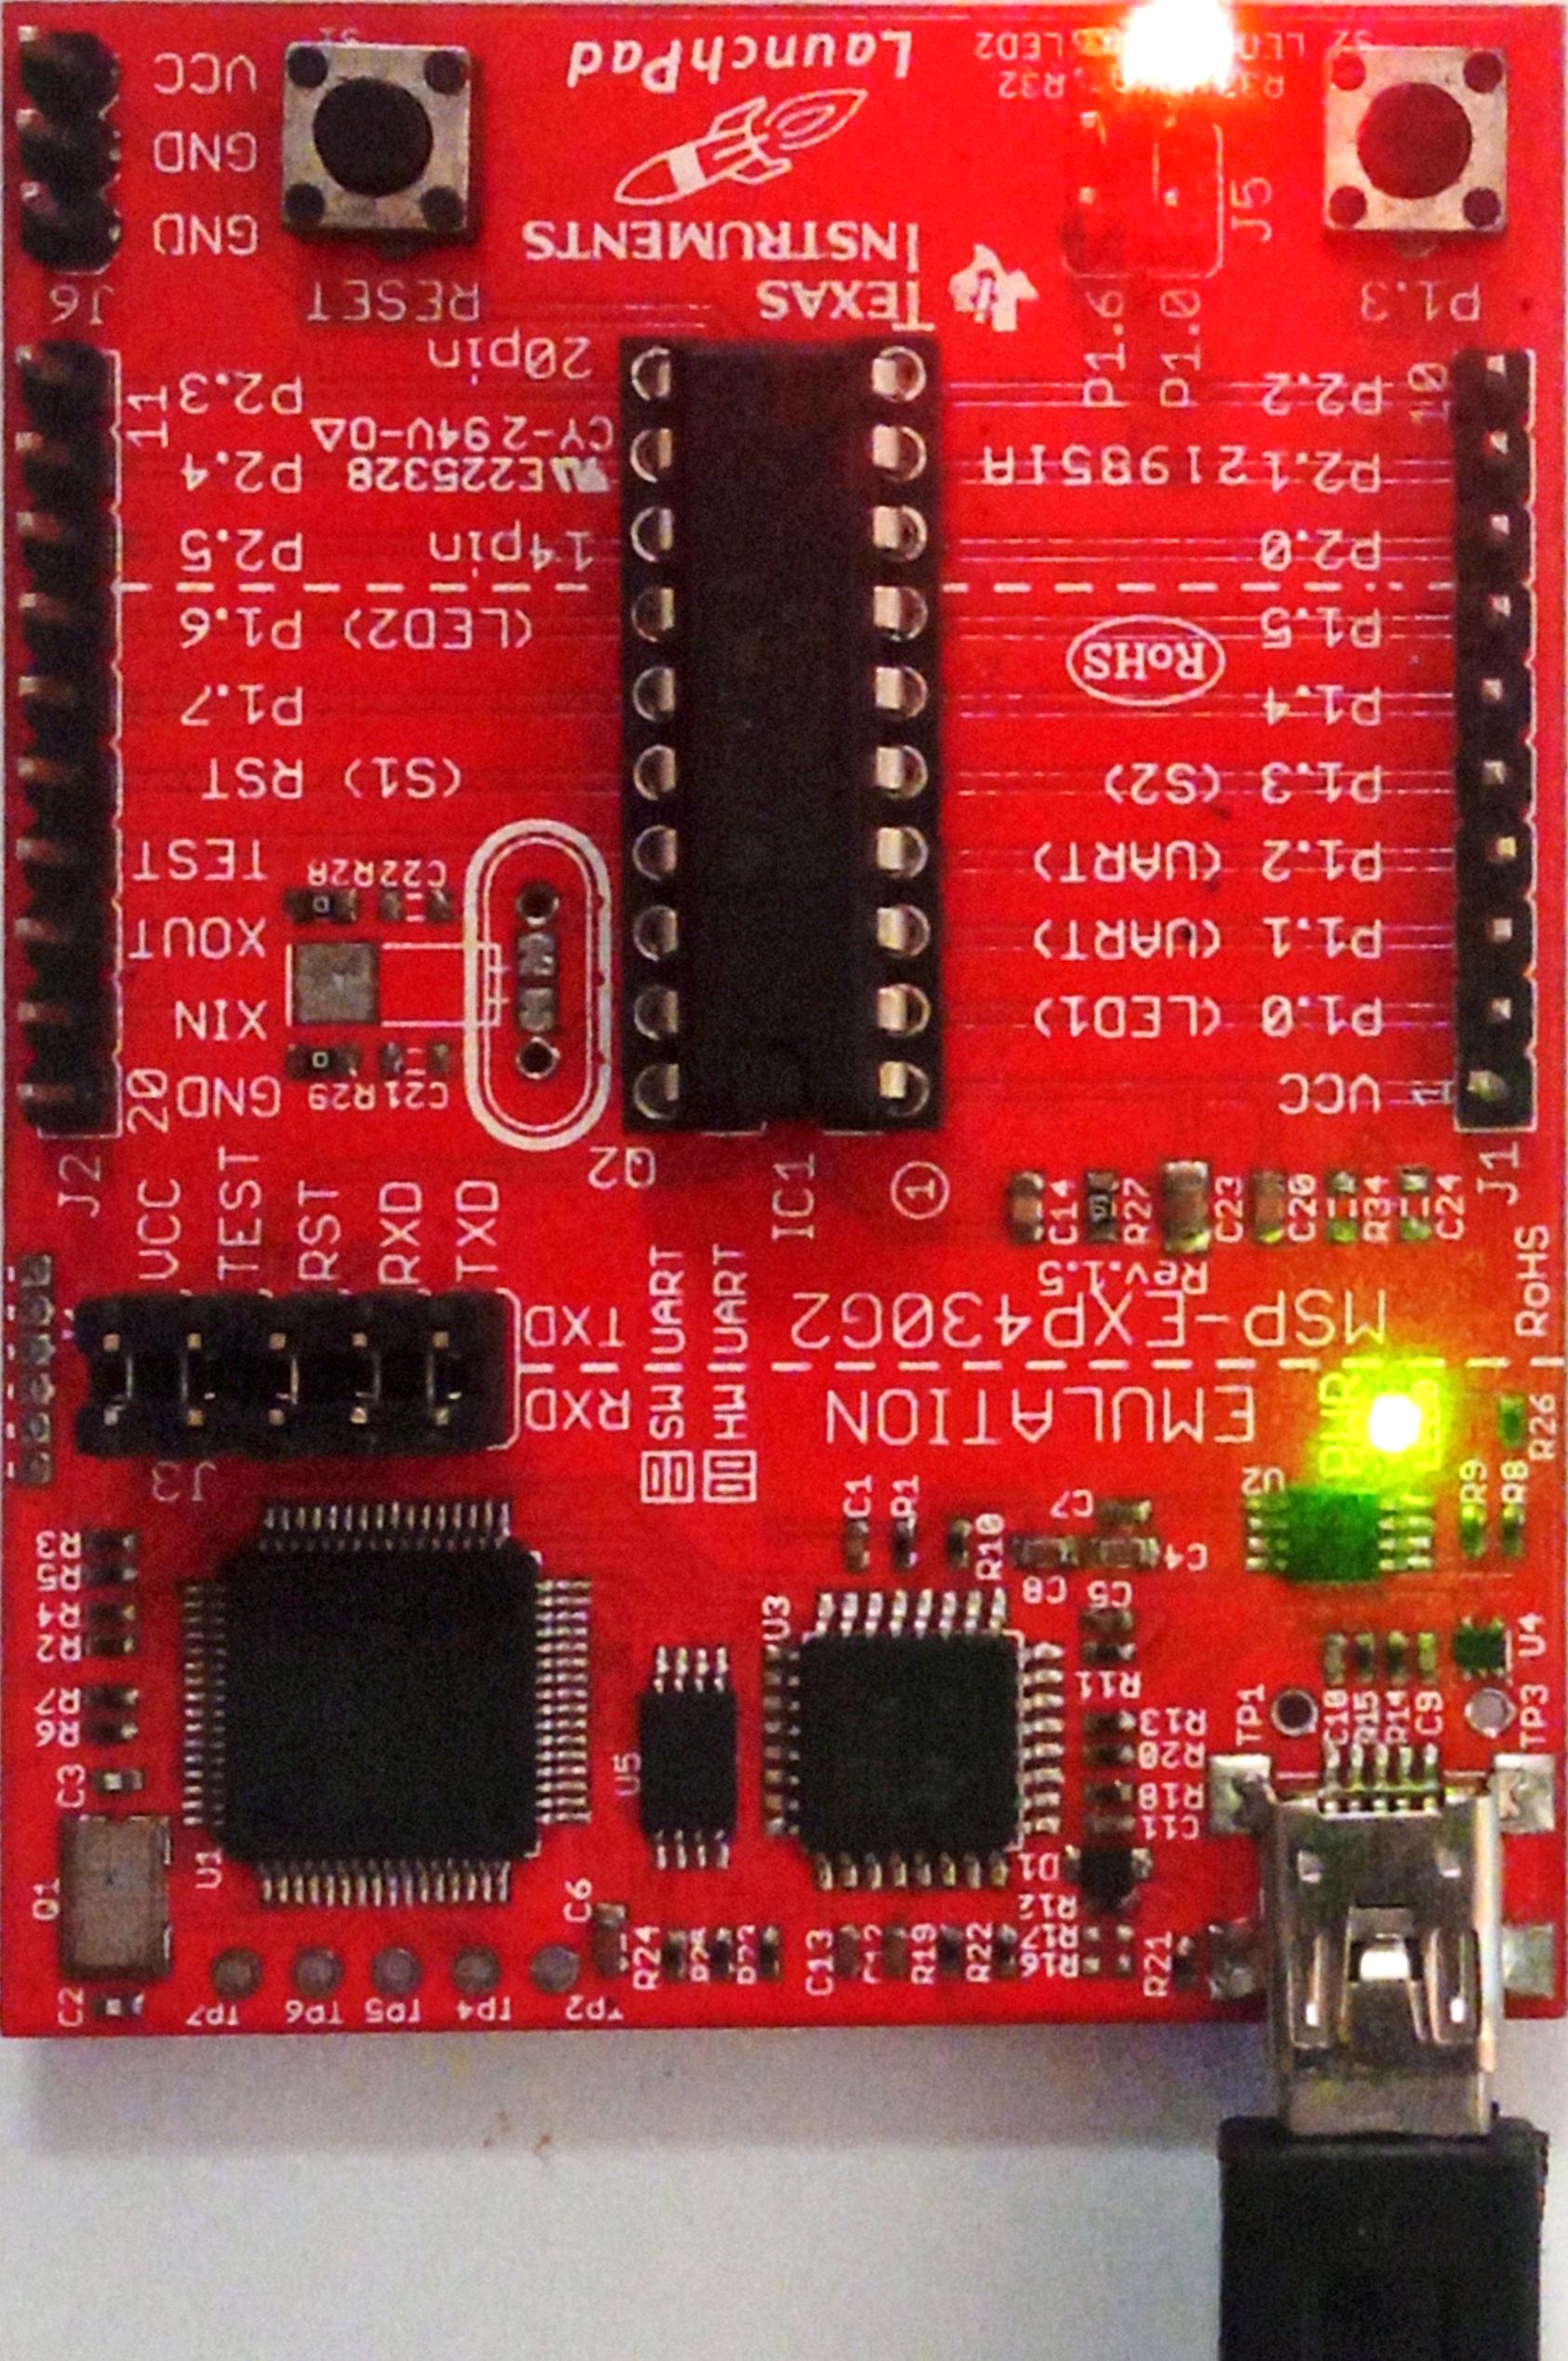 VCC
GND
GND
J6
RESET
LaunchPad
TEXAS
INSTRUMENTS
LED2
R32
J5
P1.6
P1.0
P1.3
20pin
CY-2 94V-0
E225328
14pin
11
P2.3
P2.4
P2.5
P1.6 (LED2)
P1.7
RST (S1)
TEST
XOUT
XIN
GND
20
J2
C22 R28
C21 R29
Q2
IC1
1
10
P2.2
P2.1
219851A
P2.0
P1.5
RoHS
P1.4
P1.3 (S2)
P1.2 (UART)
P1.1 (UART)
P1.0 (LED1)
VCC
1
J1
C14
R27
C23
C20
R34
C24
Rev.1.5
MSP-EXP430G2
RoHS
EMULATION
VCC
TEST
RST
RXD
TXD
TXD
RXD
SW UART
HW UART
J3
PWR
R26
U2
R9
R8
C1
R1
R10
C7
C4
C8
C5
R3
R5
R4
R2
R7
R6
C3
Q1
C2
U1
U5
U3
R11
R13
R20
R18
C11
D1
R12
R17
R16
R21
TP1
C10
R15
R14
C9
TP3
U4
C6
R24
C13
R19
R22
TP7
TP6
TP5
TP4
TP2